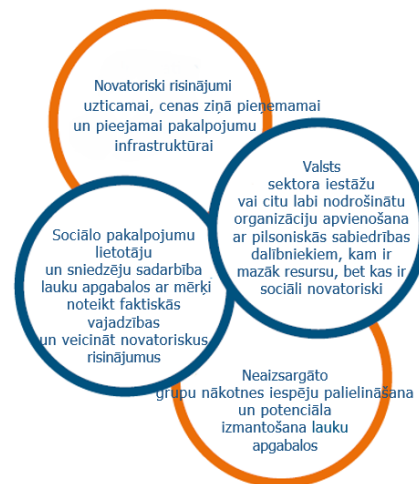 Novatoriski risinājumi
uzticamai, cenas ziņā pieņemamai
un pieejamai pakalpojumu
infrastruktūrai
Valsts
sektora iestāžu
vai citu labi nodrošinātu
organizāciju apvienošana
ar pilsoniskās sabiedrības
dalībniekiem, kam ir
mazāk resursu, bet kas ir
sociāli novatoriski
Sociālo pakalpojumu
lietotāju
un sniedzēju sadarbība
lauku apgabalos ar mērķi
noteikt faktiskās
vajadzības
un veicināt novatoriskus
risinājumus
Neaizsargāto
grupu nākotnes iespēju palielināšana
un potenciāla
izmantošana lauku
apgabalos